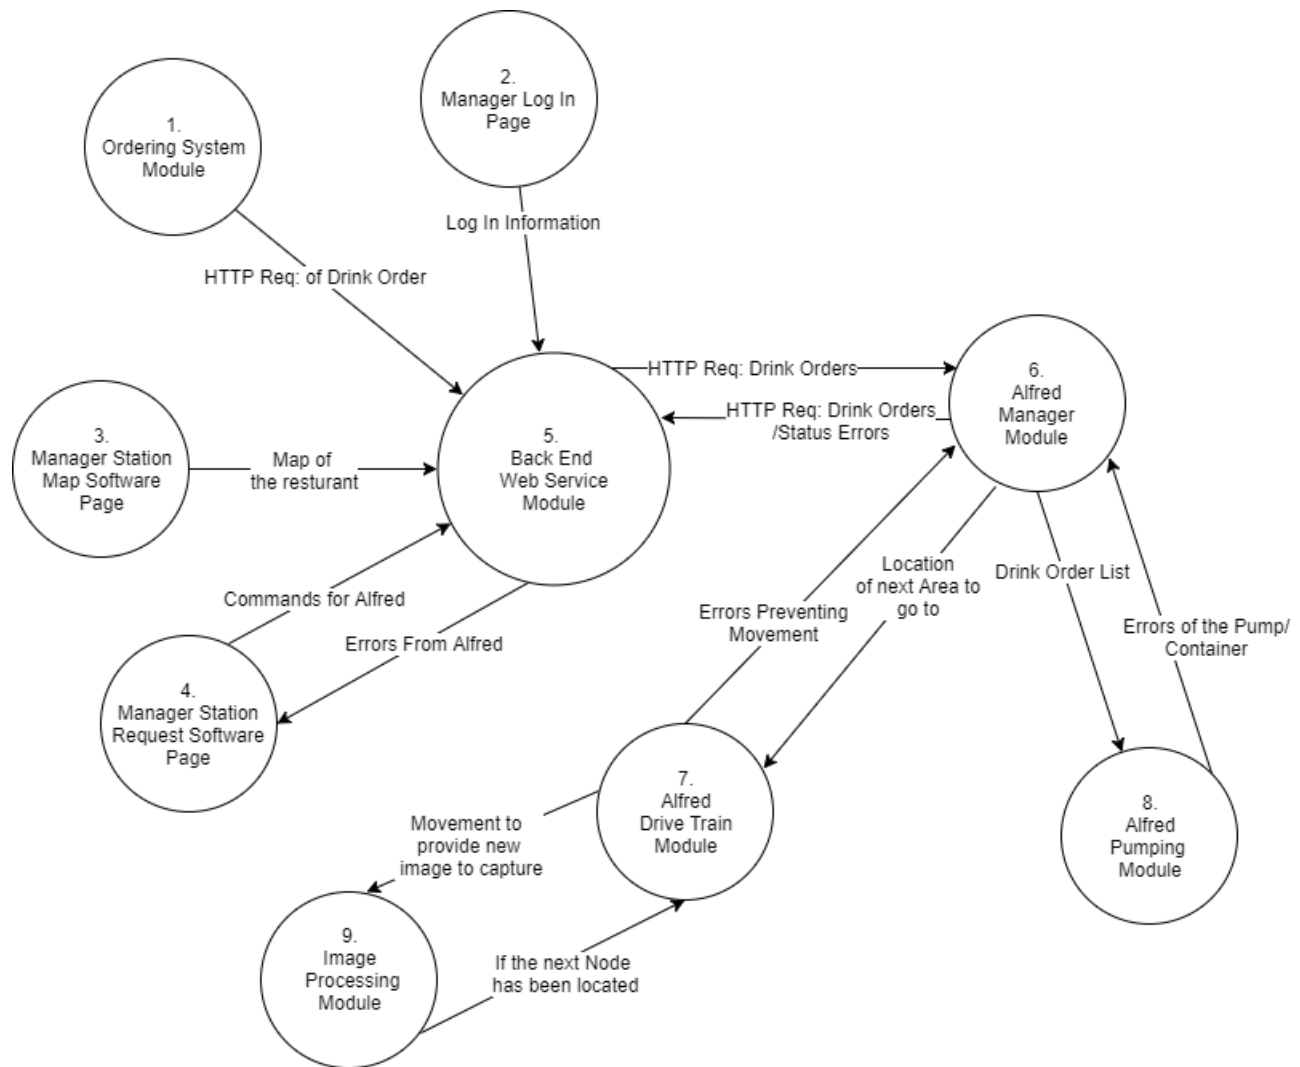 1.
Ordering System
Module
2.
Manager Log In
Page
Log In Information
HTTP Req: of Drink Order
3.
Manager Station
Map Software
Page
Map of
the resturant
5.
Back End
Web Service
Module
HTTP Req: Drink Orders
HTTP Req: Drink Orders
/Status Errors
6.
Alfred
Manager
Module
Commands for Alfred
Errors From Alfred
4.
Manager Station
Request Software
Page
Errors Preventing
Movement
Location
of next Area to
go to
Drink Order List
Errors of the Pump/
Container
7.
Alfred
Drive Train
Module
8.
Alfred
Pumping
Module
Movement to
provide new
image to capture
9.
Image
Processing
Module
If the next Node
has been located